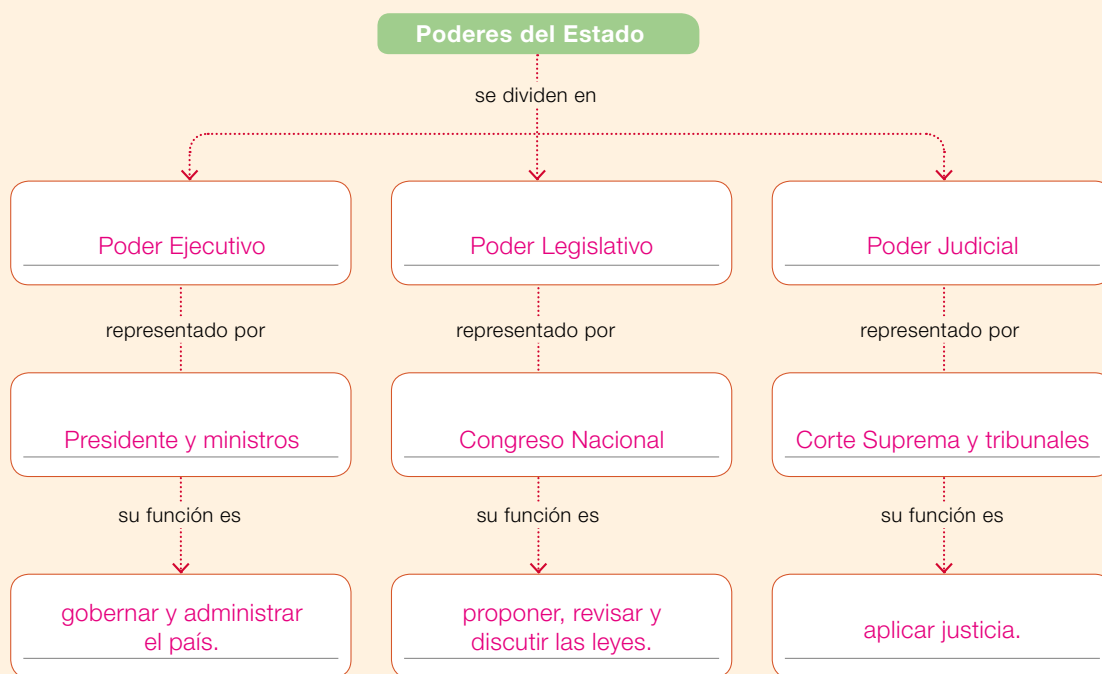 Poderes del Estado
se dividen en
Poder Ejecutivo
Poder Legislativo
Poder Judicial
representado por
representado por
representado por
Presidente y ministros
Congreso Nacional
Corte Suprema y tribunales
su función es
su función es
su función es
gobernar y administrar
el país.
proponer, revisar y
discutir las leyes.
aplicar justicia.